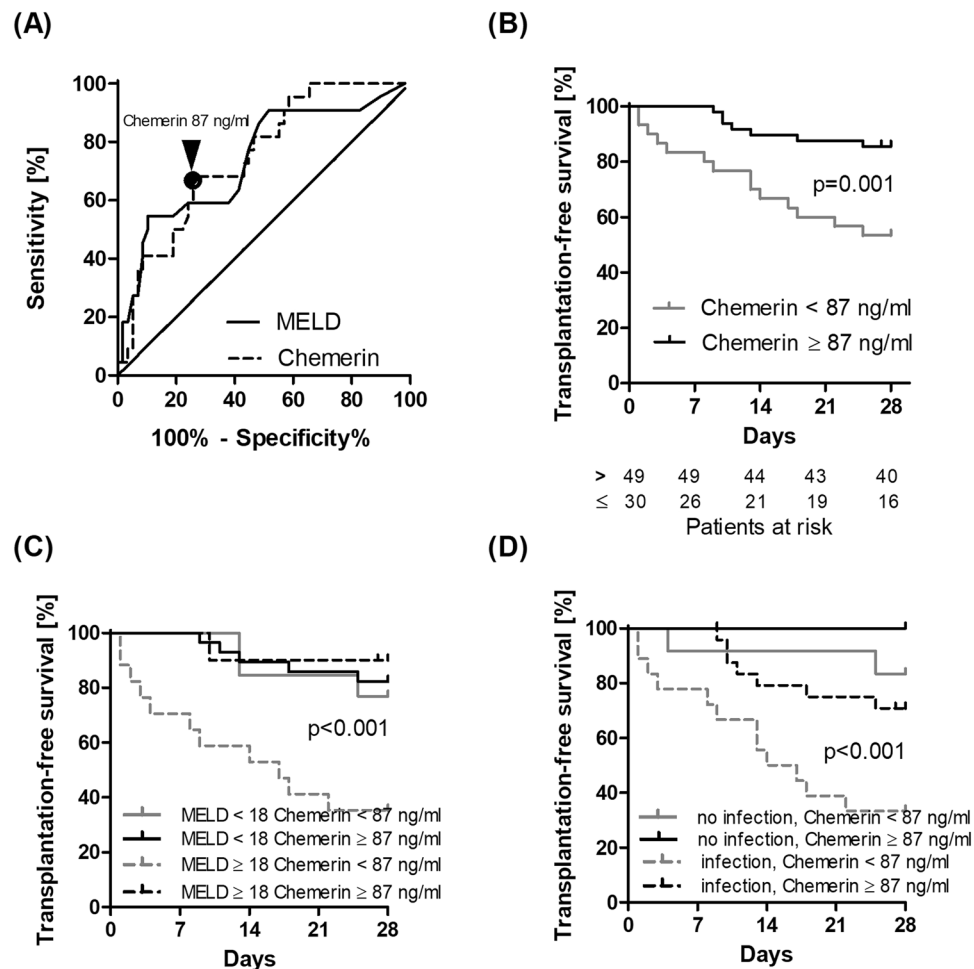 (A)
Sensitivity [%]
100
80
60
40
20
0
Chemerin 87 ng/ml
MELD
Chemerin
0 20 40 60 80 100
100% - Specificity%
(B)
Transplantation-free survival [%]
100
80
60
40
20
0
p=0.001
Chemerin < 87 ng/ml
Chemerin ≥ 87 ng/ml
0 7 14 21 28
Days
> 49 49 44 43 40
≤ 30 26 21 19 16
Patients at risk
(C)
Transplantation-free survival [%]
100
80
60
40
20
0
p<0.001
MELD < 18 Chemerin < 87 ng/ml
MELD < 18 Chemerin ≥ 87 ng/ml
MELD ≥ 18 Chemerin < 87 ng/ml
MELD ≥ 18 Chemerin ≥ 87 ng/ml
0 7 14 21 28
Days
(D)
Transplantation-free survival [%]
100
80
60
40
20
0
p<0.001
no infection, Chemerin < 87 ng/ml
no infection, Chemerin ≥ 87 ng/ml
infection, Chemerin < 87 ng/ml
infection, Chemerin ≥ 87 ng/ml
0 7 14 21 28
Days